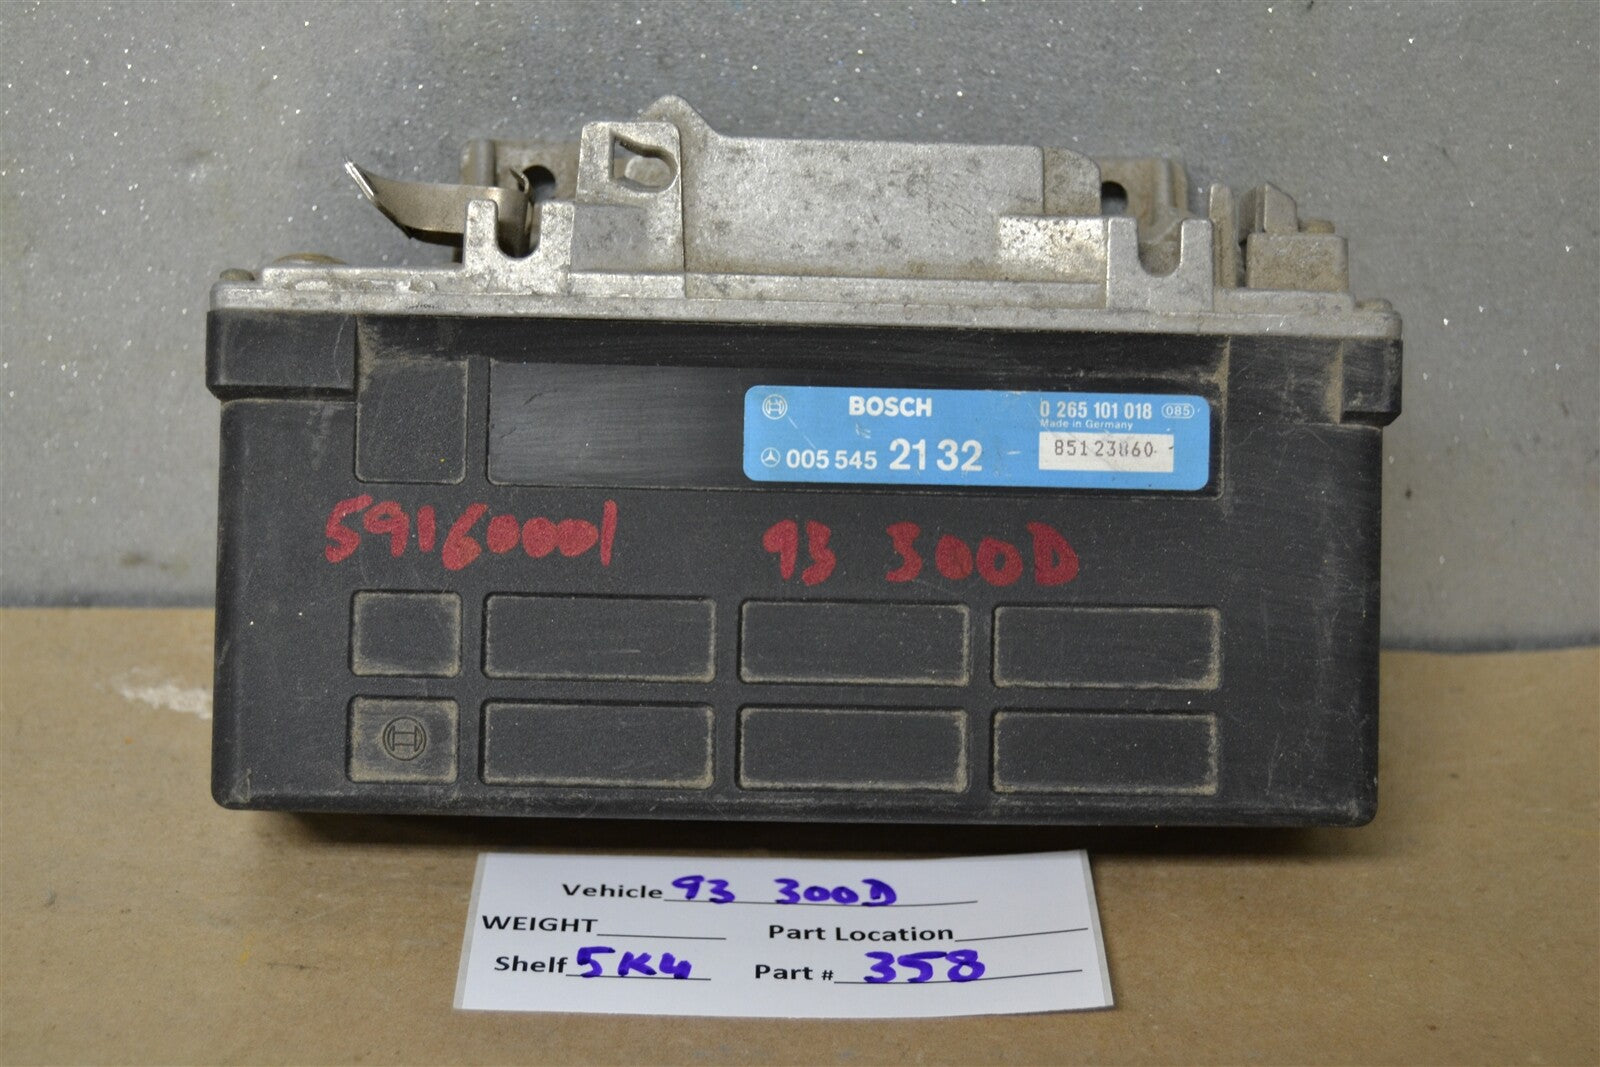 BOSCH
0 265 101 018 085
Made in Germany
005 545 21 32
85123860
59160001 93 300D
Vehicle 93 300D
WEIGHT Part Location
Shelf 5K4 Part # 358